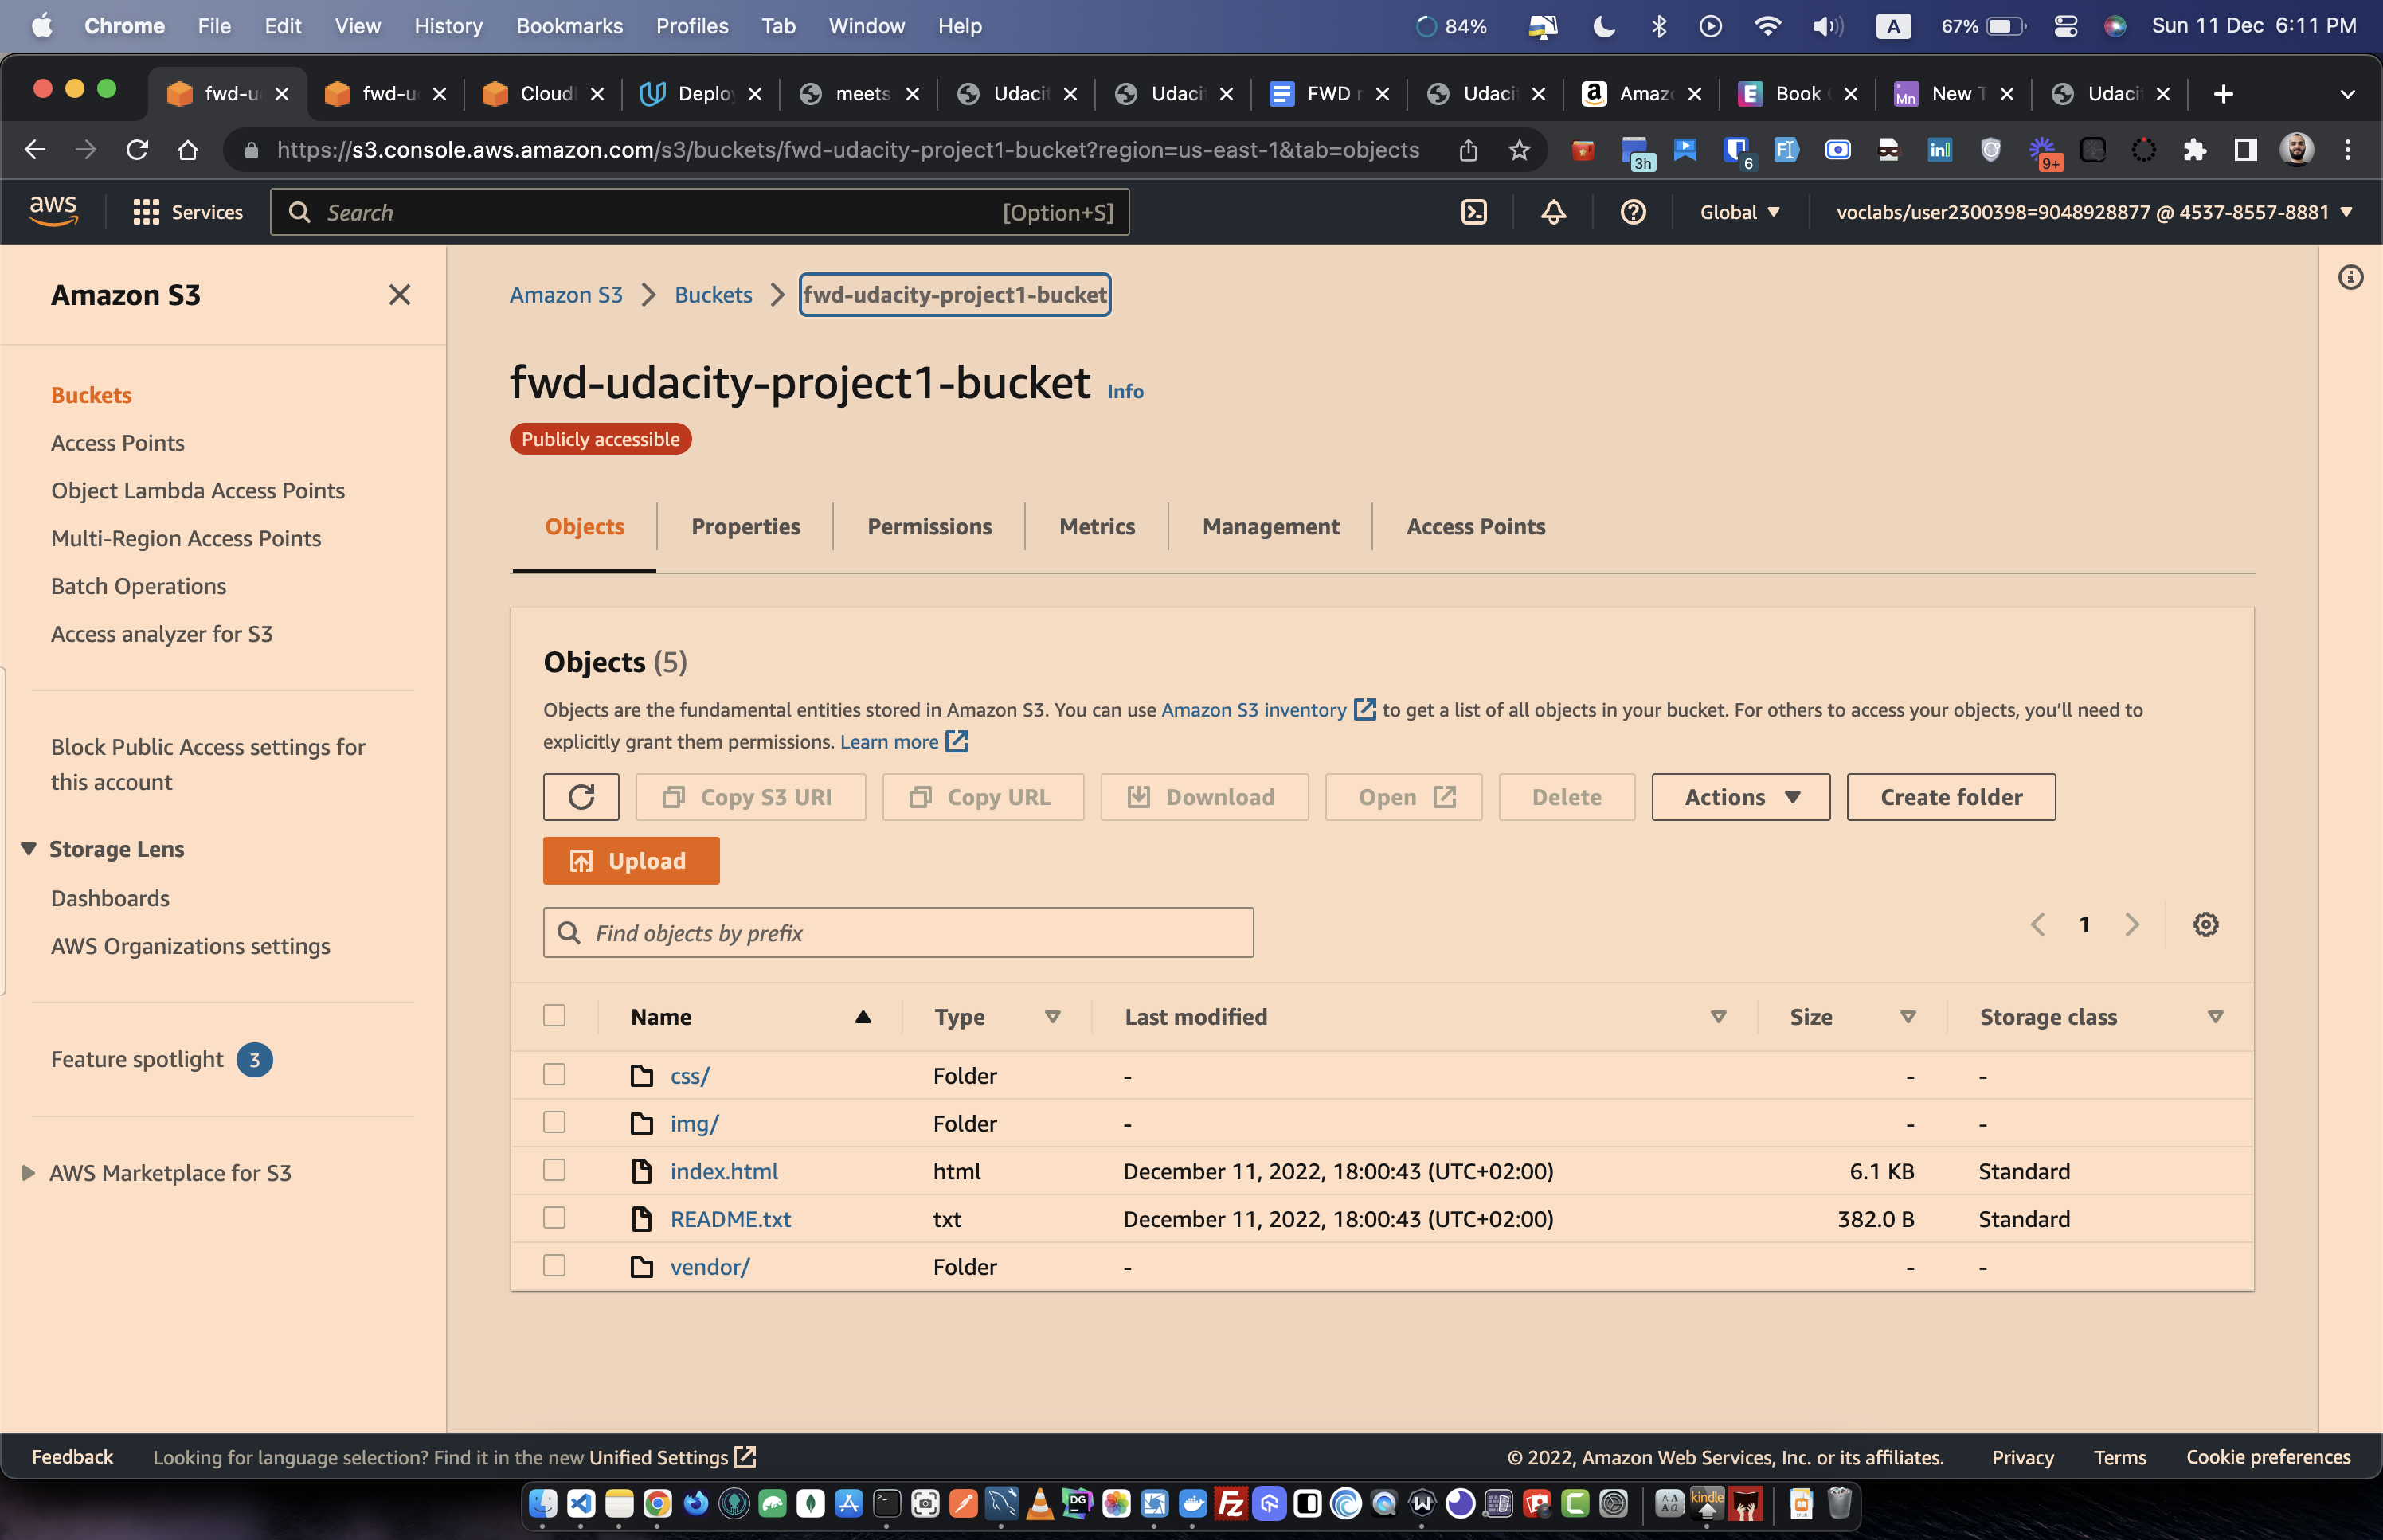 Chrome File Edit View History Bookmarks Profiles Tab Window Help 84% A 67% Sun 11 Dec 6:11 PM
fwd-u fwd-u Cloud Deplo meets Udaci Udaci FWD Udaci Amaz Book New T Udaci
https://s3.console.aws.amazon.com/s3/buckets/fwd-udacity-project1-bucket?region=us-east-1&tab=objects 3h 6 in 9+
aws Services Search [Option+S] Global voclabs/user2300398=9048928877 @ 4537-8557-8881
Amazon S3
Buckets
Access Points
Object Lambda Access Points
Multi-Region Access Points
Batch Operations
Access analyzer for S3
Block Public Access settings for
this account
Storage Lens
Dashboards
AWS Organizations settings
Feature spotlight 3
AWS Marketplace for S3
Amazon S3 Buckets fwd-udacity-project1-bucket
fwd-udacity-project1-bucket Info
Publicly accessible
Objects Properties Permissions Metrics Management Access Points
Objects (5)
Objects are the fundamental entities stored in Amazon S3. You can use Amazon S3 inventory to get a list of all objects in your bucket. For others to access your objects, you'll need to
explicitly grant them permissions. Learn more
Copy S3 URI Copy URL Download Open Delete Actions Create folder
Upload
Find objects by prefix 1
Name Type Last modified Size Storage class
css/ Folder - - -
img/ Folder - - -
index.html html December 11, 2022, 18:00:43 (UTC+02:00) 6.1 KB Standard
README.txt txt December 11, 2022, 18:00:43 (UTC+02:00) 382.0 B Standard
vendor/ Folder - - -
Feedback Looking for language selection? Find it in the new Unified Settings © 2022, Amazon Web Services, Inc. or its affiliates. Privacy Terms Cookie preferences
DG Fz kindle